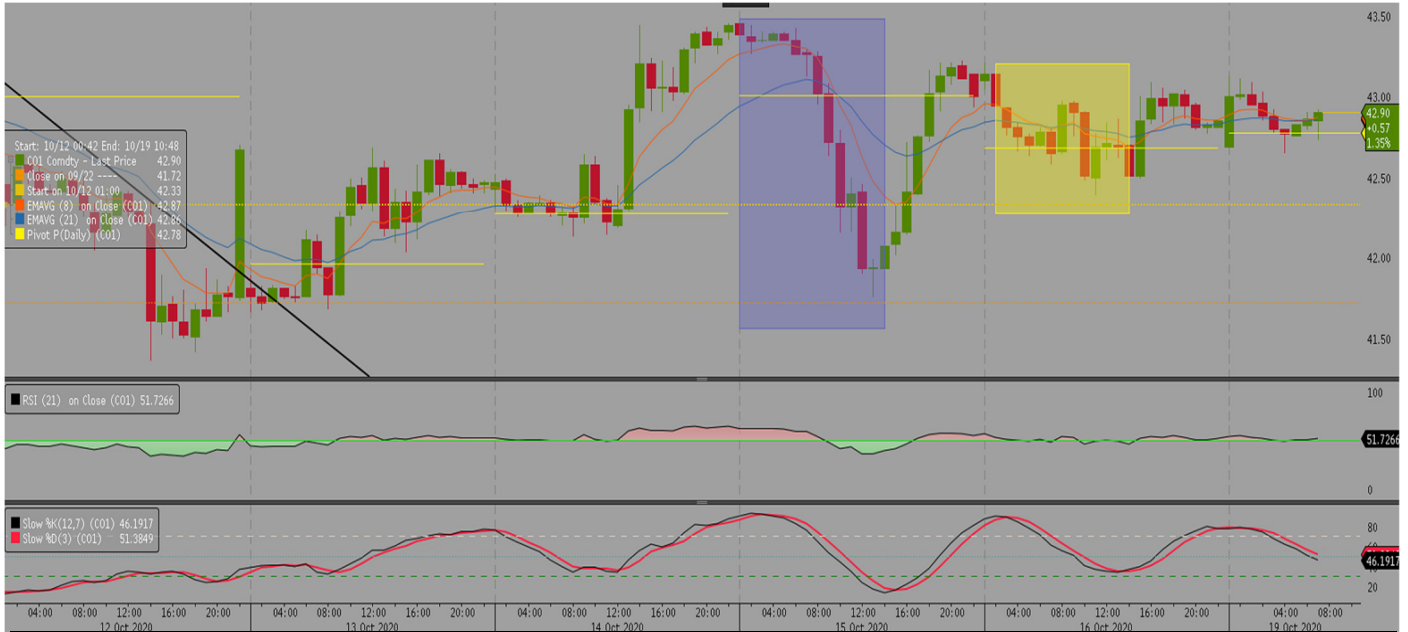 43.50
43.00
42.90
+0.57
1.35%
42.50
42.00
41.50
Start: 10/12 00:42 End: 10/19 10:48
CO1 Comdty - Last Price 42.90
Close on 09/22 ---- 41.72
Start on 10/12 01:00 42.33
EMAVG (8) on Close (CO1) 42.87
EMAVG (21) on Close (CO1) 42.86
Pivot P(Daily) (CO1) 42.78
RSI (21) on Close (CO1) 51.7266
100
51.7266
0
Slow %K(12,7) (CO1) 46.1917
Slow %D(3) (CO1) 51.3849
80
46.1917
20
04:00 08:00 12:00 16:00 20:00 04:00 08:00 12:00 16:00 20:00 04:00 08:00 12:00 16:00 20:00 04:00 08:00 12:00 16:00 20:00 04:00 08:00 12:00 16:00 20:00 04:00 08:00
12 Oct 2020 13 Oct 2020 14 Oct 2020 15 Oct 2020 16 Oct 2020 19 Oct 2020